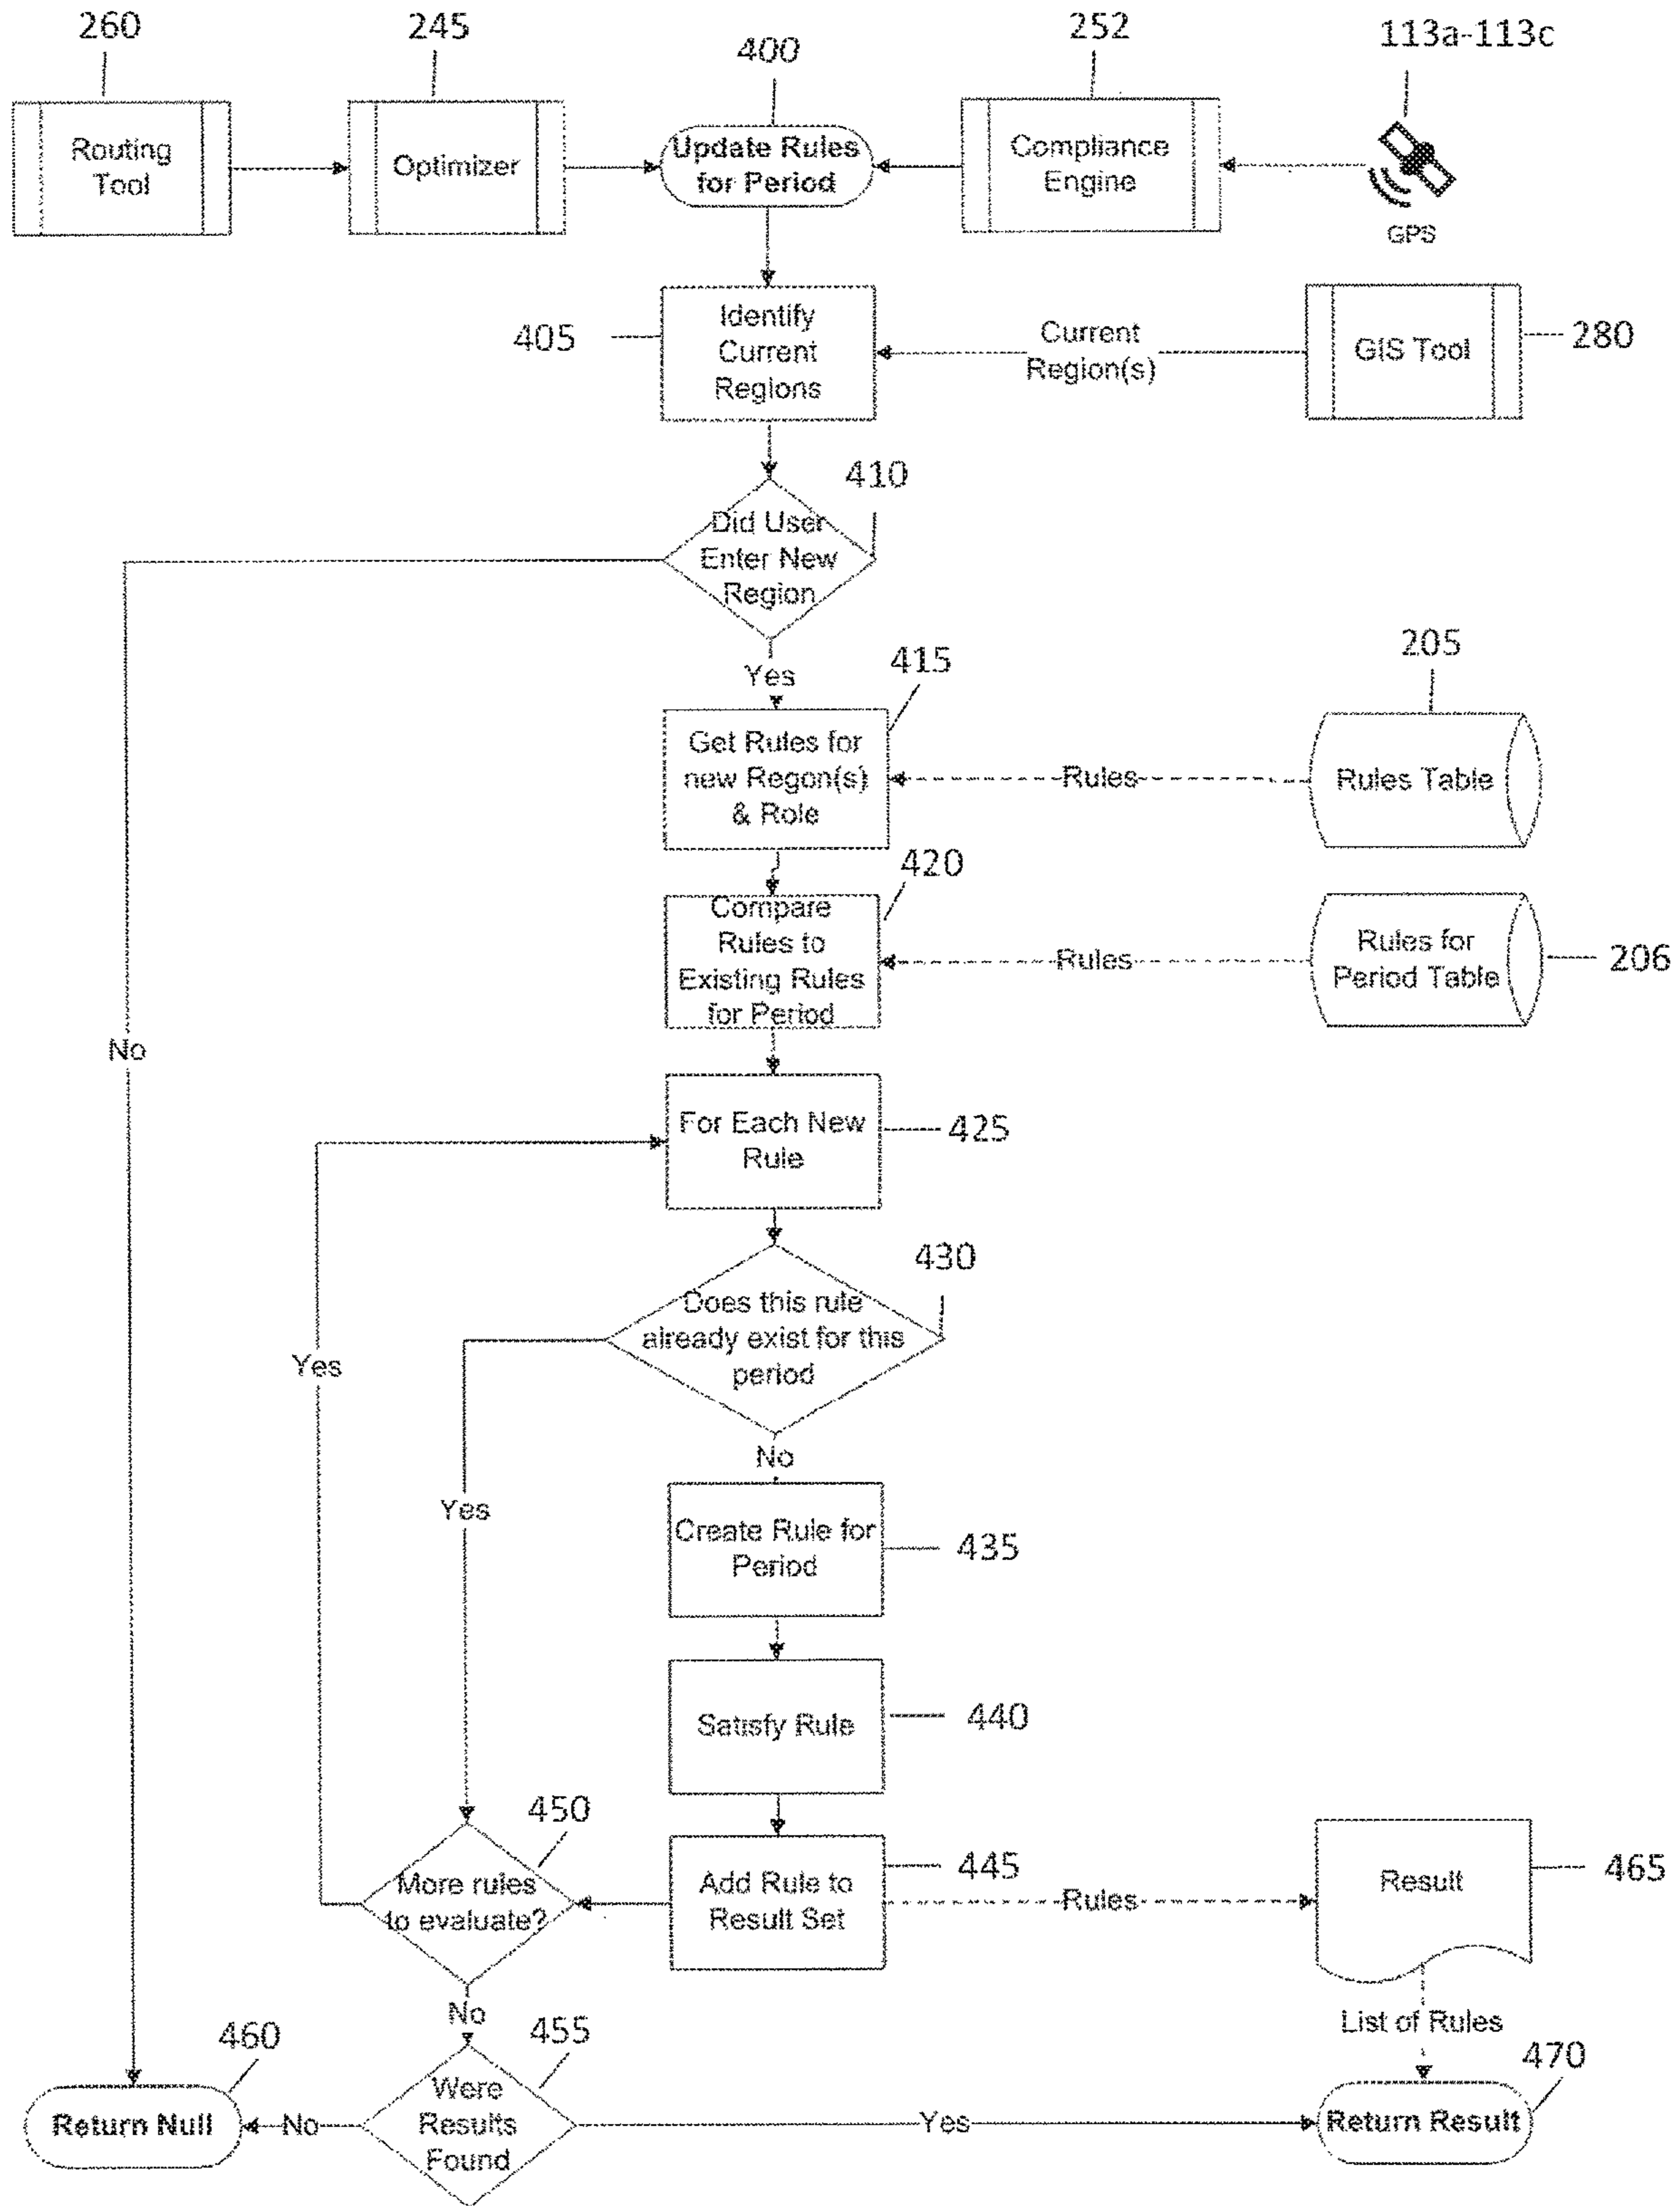 260
245
400
252
113a-113c
Routing
Tool
Optimizer
Update Rules
for Period
Compliance
Engine
GPS
405
Identify
Current
Regions
Current
Region(s)
GIS Tool
280
410
Did User
Enter New
Region
No
Yes
415
205
Get Rules for
new Regon(s)
& Role
Rules
Rules Table
420
Compare
Rules to
Existing Rules
for Period
Rules
Rules for
Period Table
206
For Each New
Rule
425
430
Does this rule
already exist for this
period
Yes
Yes
No
Create Rule for
Period
435
Satisfy Rule
440
450
More rules
to evaluate?
Add Rule to
Result Set
445
Rules
Result
465
No
List of Rules
460
455
470
Return Null
No
Were
Results
Found
Yes
Return Result